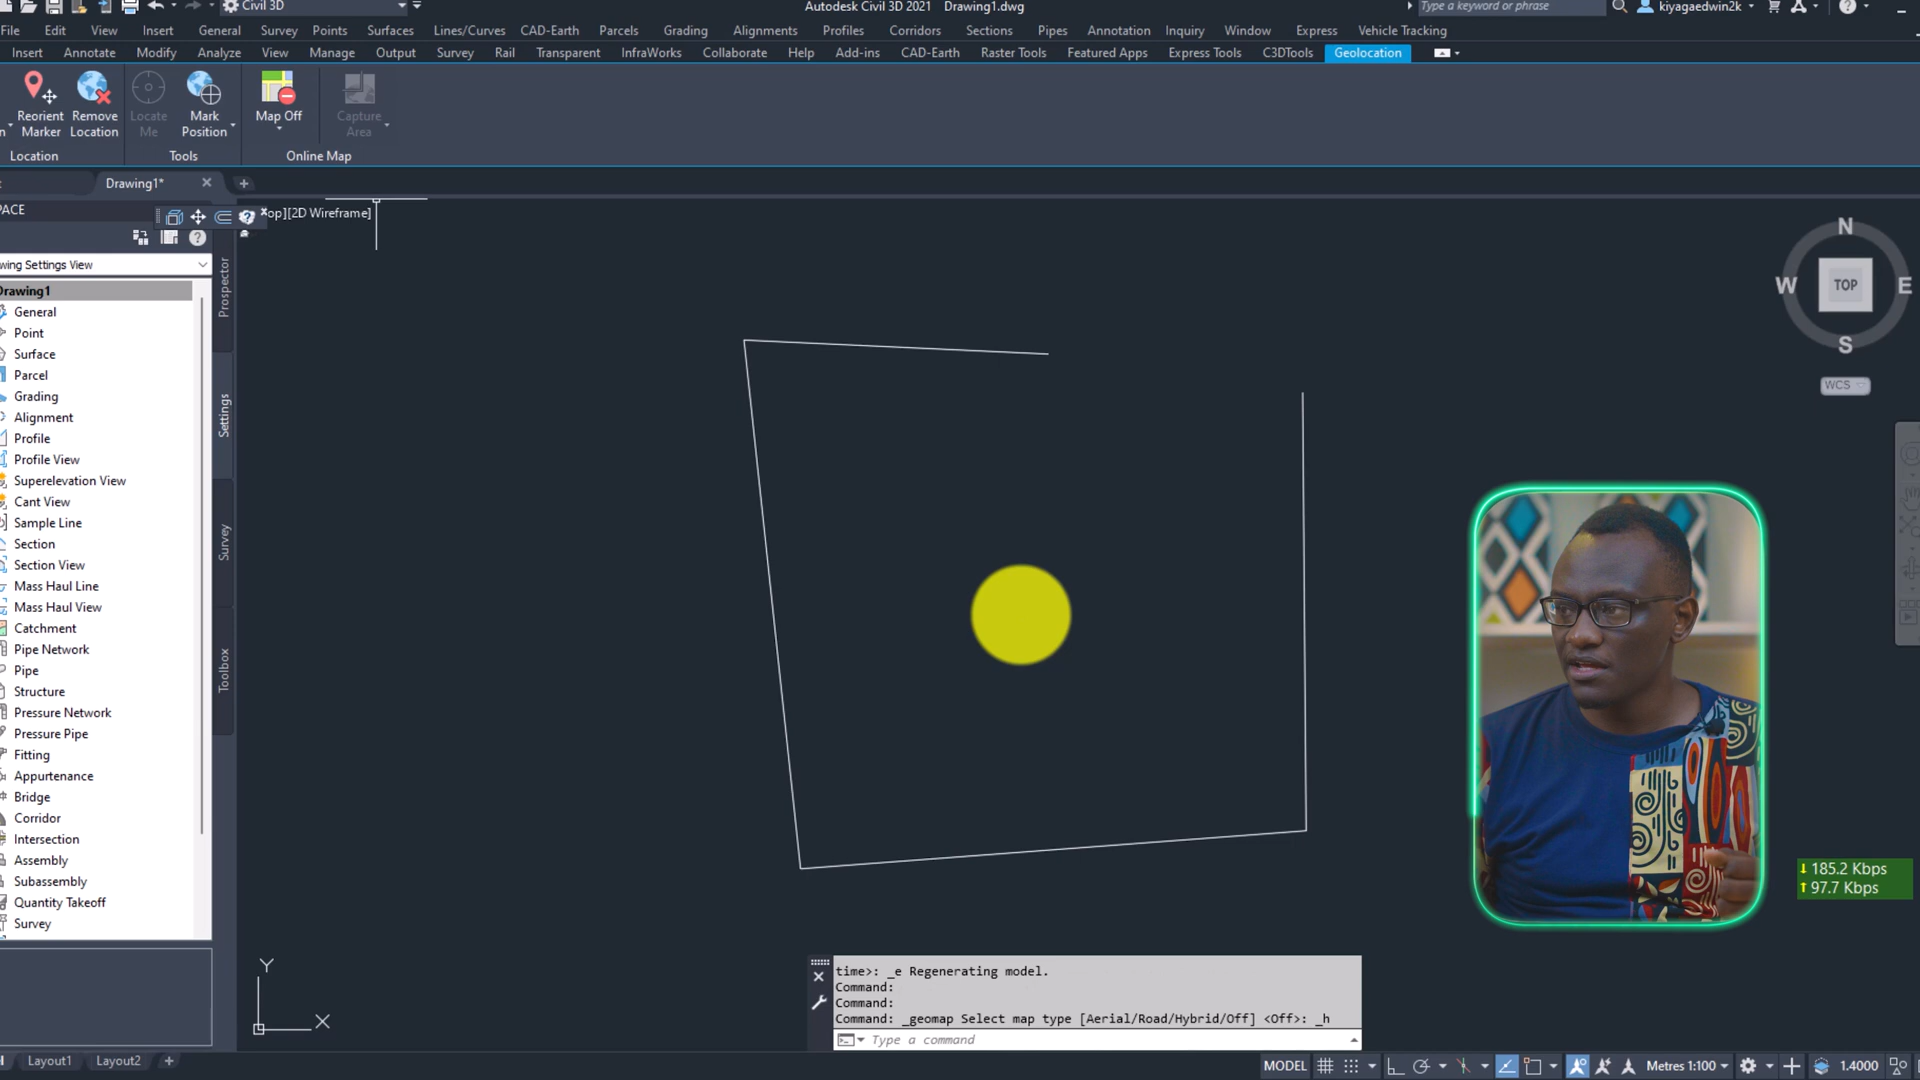 Civil 3D
Autodesk Civil 3D 2021 Drawing1.dwg
Type a keyword or phrase
kiyagaedwin2k
File Edit View Insert General Survey Points Surfaces Lines/Curves CAD-Earth Parcels Grading Alignments Profiles Corridors Sections Pipes Annotation Inquiry Window Express Vehicle Tracking
Insert Annotate Modify Analyze View Manage Output Survey Rail Transparent InfraWorks Collaborate Help Add-ins CAD-Earth Raster Tools Featured Apps Express Tools C3DTools Geolocation
Reorient Marker
Remove Location
Locate Me
Mark Position
Map Off
Capture Area
Location
Tools
Online Map
Drawing1*
PACE
op][2D Wireframe]
wing Settings View
Drawing1
General
Point
Surface
Parcel
Grading
Alignment
Profile
Profile View
Superelevation View
Cant View
Sample Line
Section
Section View
Mass Haul Line
Mass Haul View
Catchment
Pipe Network
Pipe
Structure
Pressure Network
Pressure Pipe
Fitting
Appurtenance
Bridge
Corridor
Intersection
Assembly
Subassembly
Quantity Takeoff
Survey
Prospector
Settings
Survey
Toolbox
N
W
TOP
E
S
WCS
185.2 Kbps
97.7 Kbps
Y
X
time>: _e Regenerating model.
Command:
Command:
Command: _geomap Select map type [Aerial/Road/Hybrid/Off] <Off>: _h
Type a command
Layout1 Layout2
MODEL
Metres 1:100
1.4000